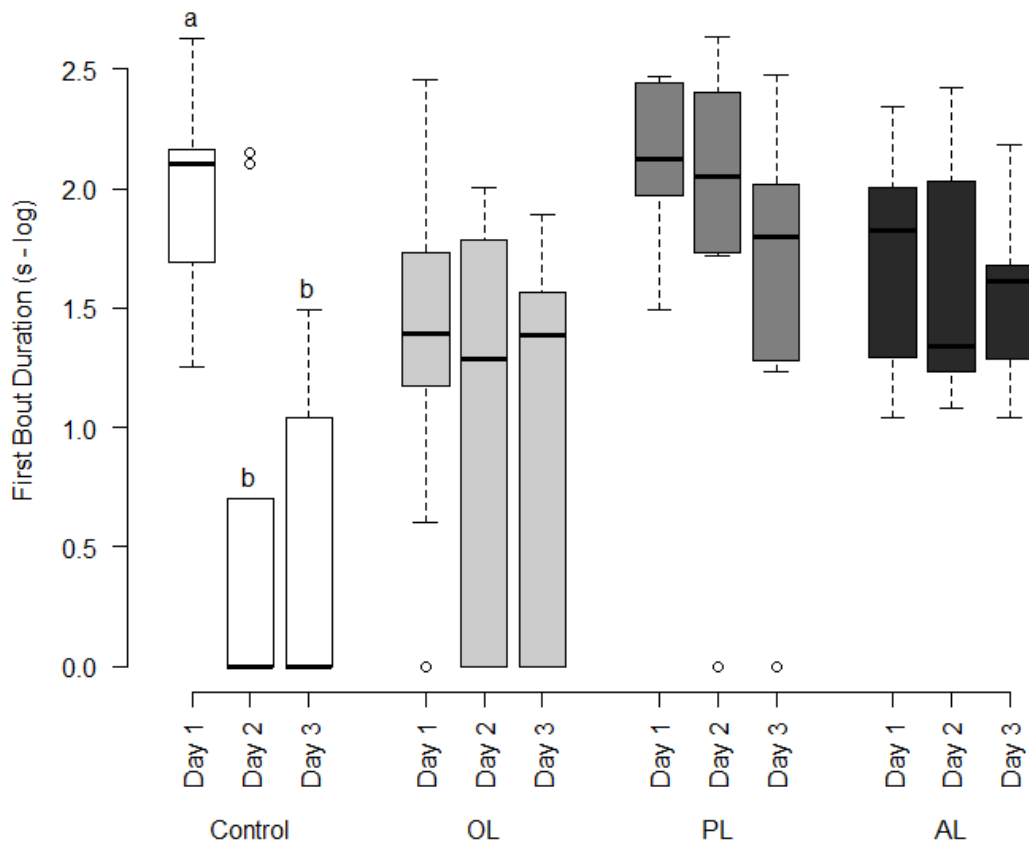 First Bout Duration (s - log)
2.5
2.0
1.5
1.0
0.5
0.0
a
b
b
Day 1
Day 2
Day 3
Day 1
Day 2
Day 3
Day 1
Day 2
Day 3
Day 1
Day 2
Day 3
Control
OL
PL
AL